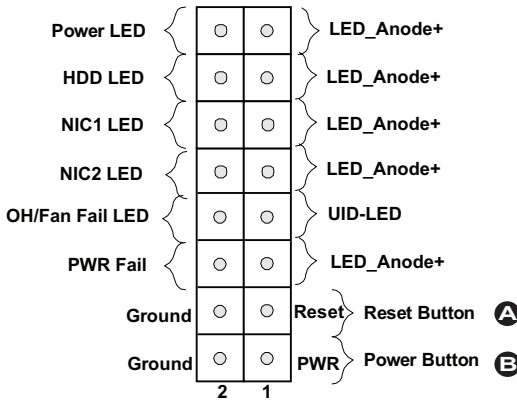 Power LED LED_Anode+
HDD LED LED_Anode+
NIC1 LED LED_Anode+
NIC2 LED LED_Anode+
OH/Fan Fail LED UID-LED
PWR Fail LED_Anode+
Ground Reset Reset Button A
Ground PWR Power Button B
2 1